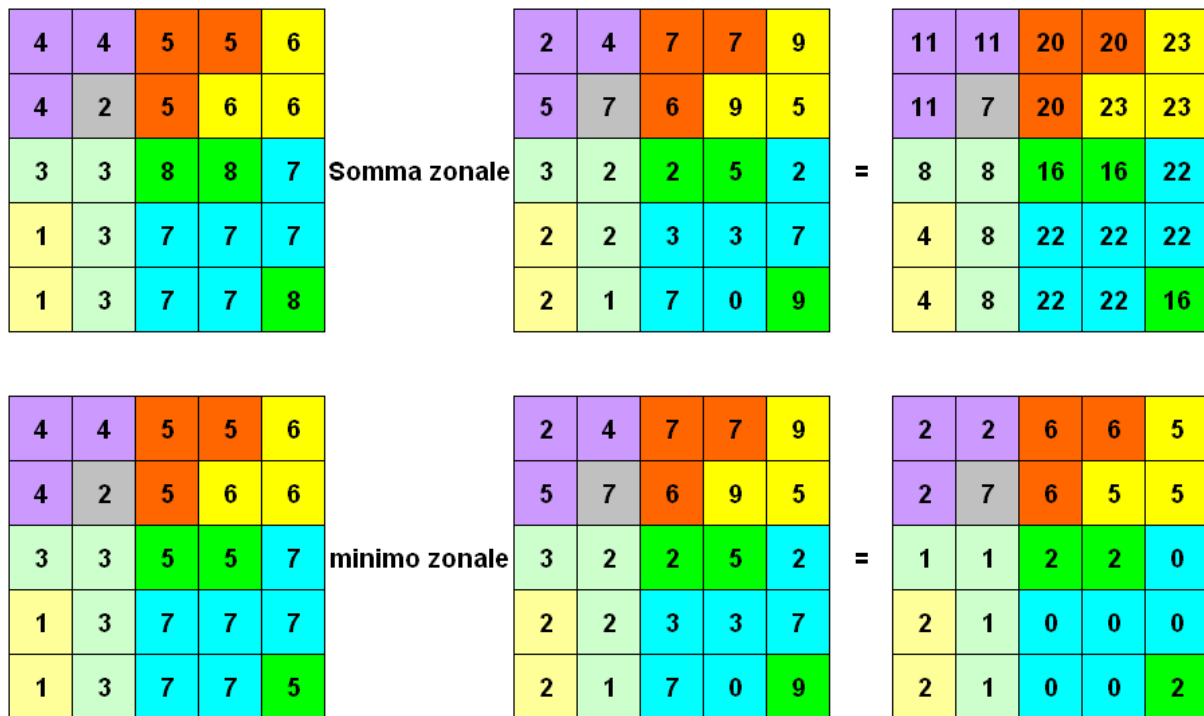 4 4 5 5 6 2 4 7 7 9 11 11 20 20 23
4 2 5 6 6 5 7 6 9 5 11 7 20 23 23
3 3 8 8 7 Somma zonale 3 2 2 5 2 = 8 8 16 16 22
1 3 7 7 7 2 2 3 3 7 4 8 22 22 22
1 3 7 7 8 2 1 7 0 9 4 8 22 22 16
4 4 5 5 6 2 4 7 7 9 2 2 6 6 5
4 2 5 6 6 5 7 6 9 5 2 7 6 5 5
3 3 5 5 7 minimo zonale 3 2 2 5 2 = 1 1 2 2 0
1 3 7 7 7 2 2 3 3 7 2 1 0 0 0
1 3 7 7 5 2 1 7 0 9 2 1 0 0 2